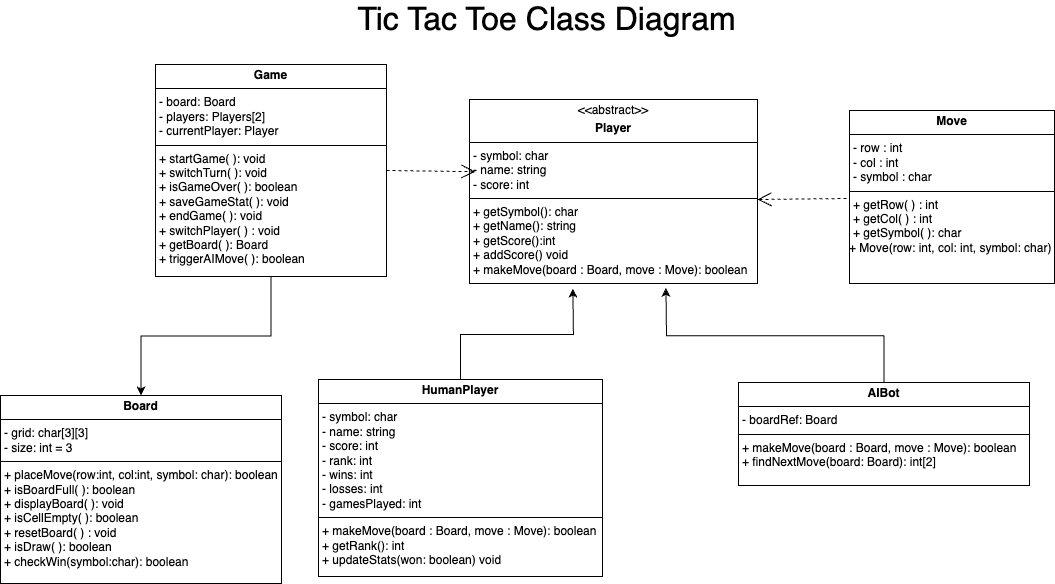 Tic Tac Toe Class Diagram
Game
- board: Board
- players: Players[2]
- currentPlayer: Player
+ startGame( ): void
+ switchTurn( ): void
+ isGameOver( ): boolean
+ saveGameStat( ): void
+ endGame( ): void
+ switchPlayer( ) : void
+ getBoard( ): Board
+ triggerAIMove( ): boolean
<<abstract>>
Player
- symbol: char
- name: string
- score: int
+ getSymbol(): char
+ getName(): string
+ getScore():int
+ addScore() void
+ makeMove(board : Board, move : Move): boolean
Move
- row : int
- col : int
- symbol : char
+ getRow( ) : int
+ getCol( ) : int
+ getSymbol( ): char
+ Move(row: int, col: int, symbol: char)
Board
- grid: char[3][3]
- size: int = 3
+ placeMove(row:int, col:int, symbol: char): boolean
+ isBoardFull( ): boolean
+ displayBoard( ): void
+ isCellEmpty( ): boolean
+ resetBoard( ) : void
+ isDraw( ): boolean
+ checkWin(symbol:char): boolean
HumanPlayer
- symbol: char
- name: string
- score: int
- rank: int
- wins: int
- losses: int
- gamesPlayed: int
+ makeMove(board : Board, move : Move): boolean
+ getRank(): int
+ updateStats(won: boolean) void
AIBot
- boardRef: Board
+ makeMove(board : Board, move : Move): boolean
+ findNextMove(board: Board): int[2]